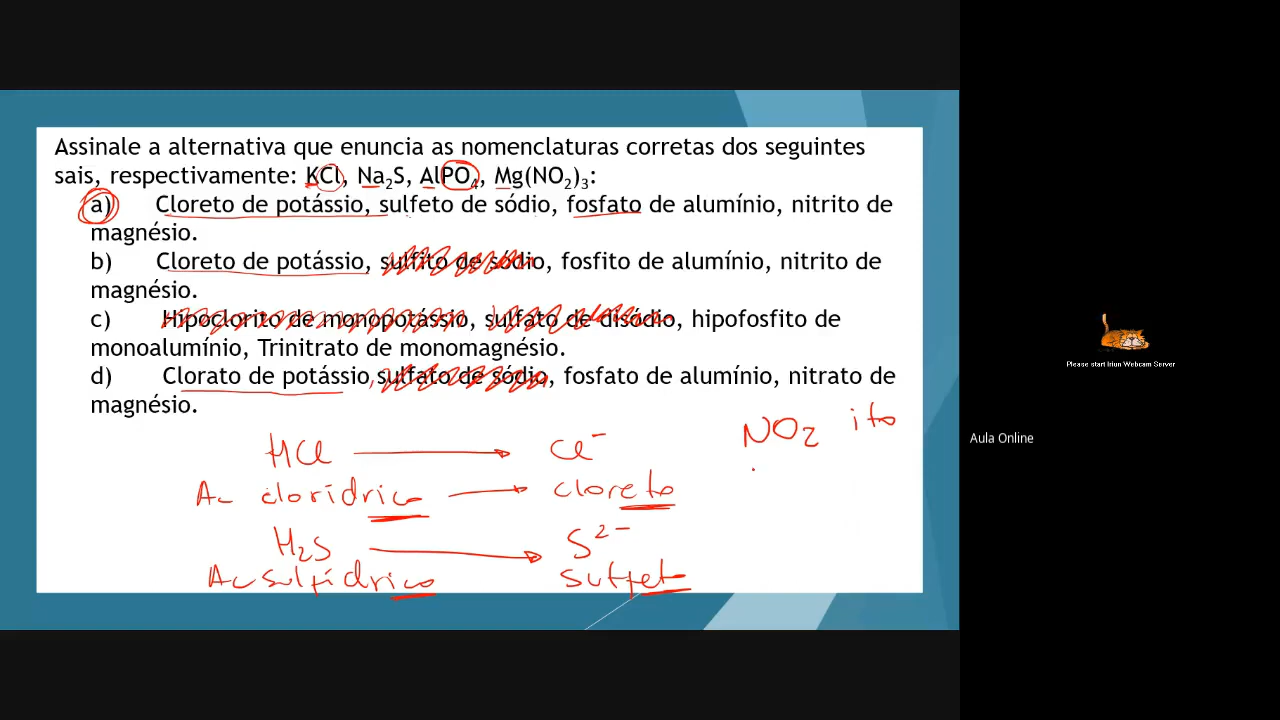 Assinale a alternativa que enuncia as nomenclaturas corretas dos seguintes
sais, respectivamente: KCl, Na₂S, AlPO₄, Mg(NO₂)₃:
a) Cloreto de potássio, sulfeto de sódio, fosfato de alumínio, nitrito de
magnésio.
b) Cloreto de potássio, sulfito de sódio, fosfito de alumínio, nitrito de
magnésio.
c) Hipoclorito de monopotássio, sulfato de disódio, hipofosfito de
monoalumínio, Trinitrato de monomagnésio.
d) Clorato de potássio, sulfato de sódio, fosfato de alumínio, nitrato de
magnésio.
NO₂ ito
HCl Cl⁻
Ac clorídrico cloreto
H₂S S²⁻
Ac sulfídrico sulfeto
Please start Iriun Webcam Server
Aula Online